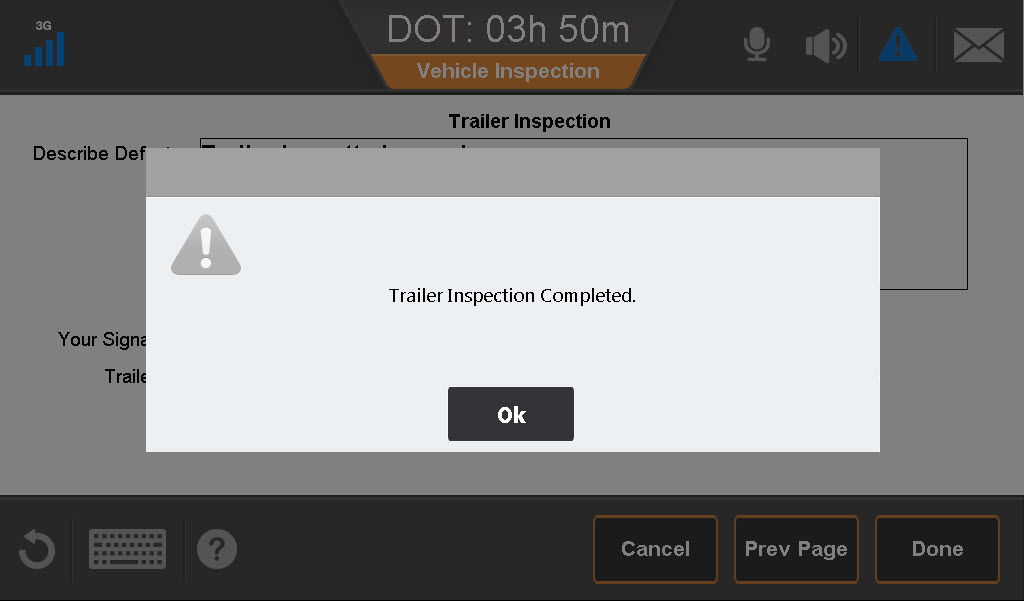 3G
DOT: 03h 50m
Vehicle Inspection
Trailer Inspection
Describe Def
Trailer Inspection Completed.
Your Signa
Traile
Ok
Cancel
Prev Page
Done